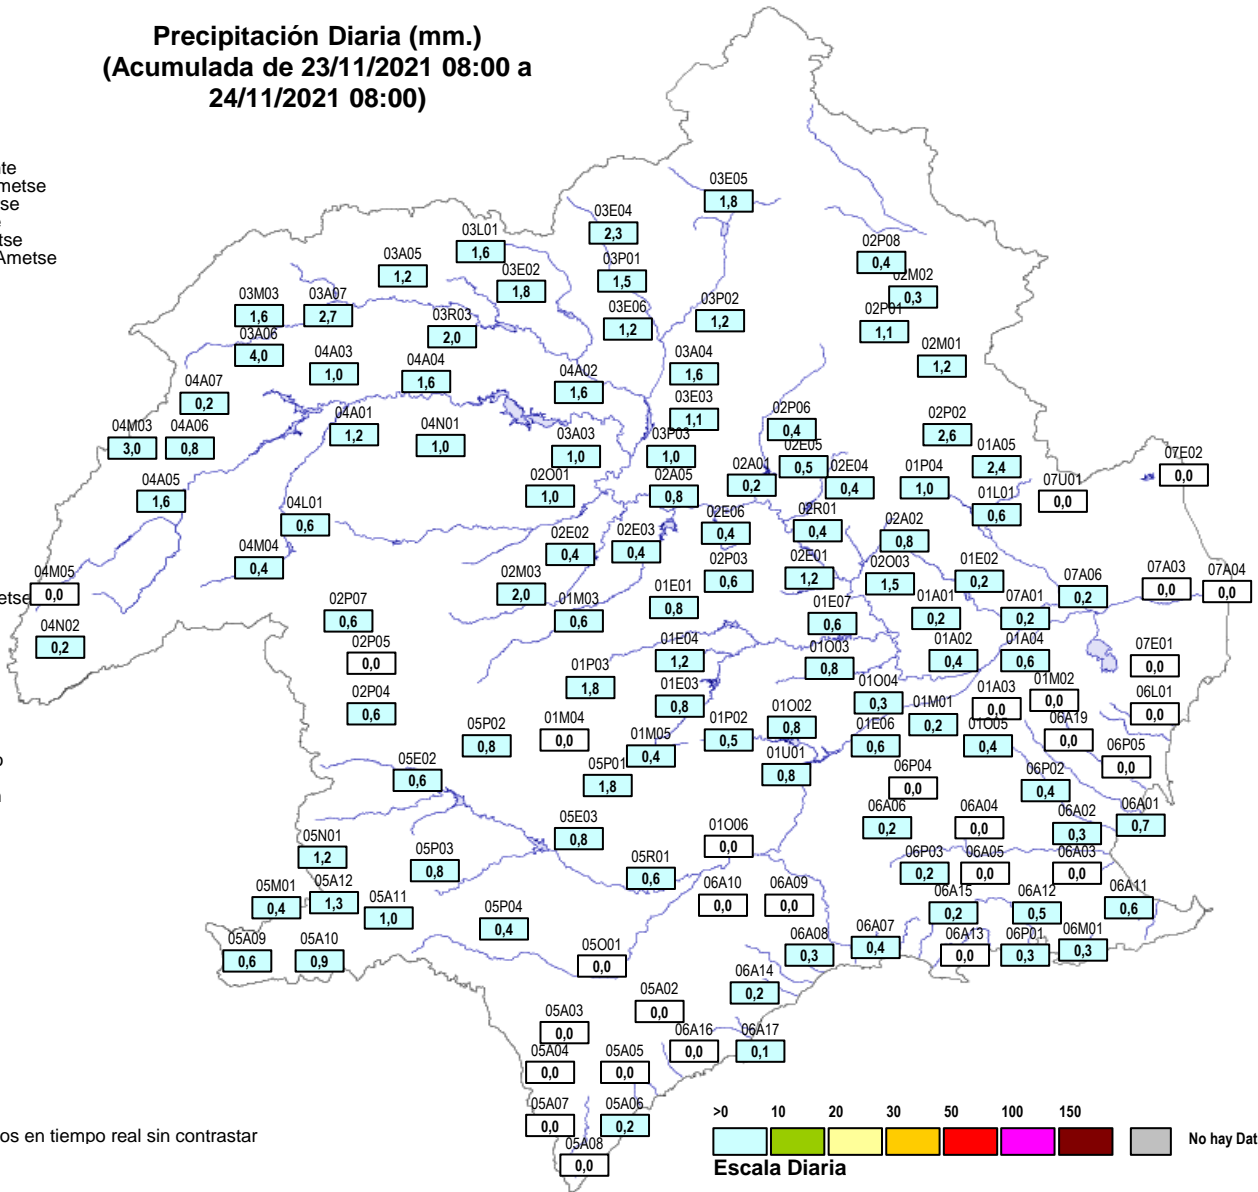 Precipitación Diaria (mm.)
(Acumulada de 23/11/2021 08:00 a
24/11/2021 08:00)
nte
metse
tse
e
tse
Ametse
etse
o
n
03E05
1,8
03E04
2,3
03L01
1,6
03P01
1,5
02P08
0,4
03A05
1,2
03E02
1,8
02M02
0,3
03M03
1,6
03A07
2,7
03E06
1,2
03P02
1,2
02P01
1,1
03R03
2,0
03A06
4,0
02M01
1,2
04A03
1,0
04A04
1,6
03A04
1,6
04A02
1,6
04A07
0,2
03E03
1,1
04A01
1,2
02P06
0,4
02P02
2,6
04M03
3,0
04A06
0,8
04N01
1,0
03A03
1,0
03P03
1,0
02E05
0,5
01A05
2,4
07E02
0,0
04A05
1,6
02O01
1,0
02A05
0,8
02A01
0,2
02E04
0,4
01P04
1,0
07U01
0,0
04L01
0,6
01L01
0,6
02E06
0,4
02R01
0,4
02A02
0,8
02E02
0,4
02E03
0,4
04M04
0,4
04M05
0,0
02M03
2,0
02P03
0,6
02E01
1,2
02O03
1,5
01E02
0,2
07A06
0,2
07A03
0,0
07A04
0,0
02P07
0,6
01M03
0,6
01E01
0,8
01E07
0,6
01A01
0,2
07A01
0,2
04N02
0,2
02P05
0,0
01E04
1,2
01O03
0,8
01A02
0,4
01A04
0,6
07E01
0,0
01P03
1,8
01E03
0,8
01O04
0,3
01A03
0,0
01M02
0,0
06L01
0,0
02P04
0,6
05P02
0,8
01M04
0,0
01M05
0,4
01P02
0,5
01O02
0,8
01E06
0,6
01M01
0,2
01O05
0,4
06A19
0,0
06P05
0,0
05E02
0,6
05P01
1,8
01U01
0,8
06P04
0,0
06P02
0,4
05E03
0,8
01O06
0,0
06A06
0,2
06A04
0,0
06A02
0,3
06A01
0,7
05N01
1,2
05P03
0,8
05R01
0,6
06P03
0,2
06A05
0,0
06A03
0,0
05M01
0,4
05A12
1,3
05A11
1,0
06A10
0,0
06A09
0,0
06A15
0,2
06A12
0,5
06A11
0,6
05P04
0,4
05A09
0,6
05A10
0,9
05O01
0,0
06A08
0,3
06A07
0,4
06A13
0,0
06P01
0,3
06M01
0,3
06A14
0,2
05A02
0,0
05A03
0,0
06A16
0,0
06A17
0,1
05A04
0,0
05A05
0,0
05A07
0,0
05A06
0,2
05A08
0,0
os en tiempo real sin contrastar
>0 10 20 30 50 100 150
No hay Dat
Escala Diaria